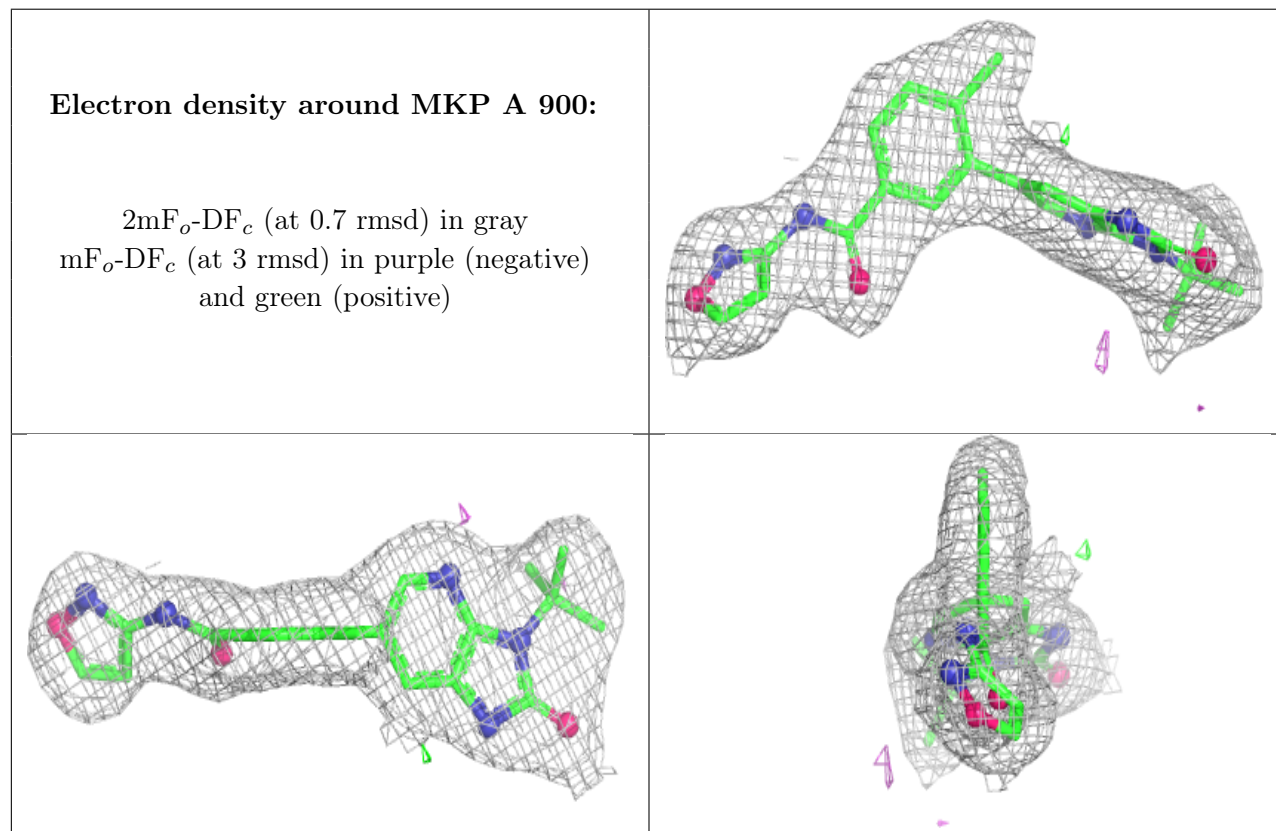 Electron density around MKP A 900:
2mFo-DFc (at 0.7 rmsd) in gray
mFo-DFc (at 3 rmsd) in purple (negative)
and green (positive)